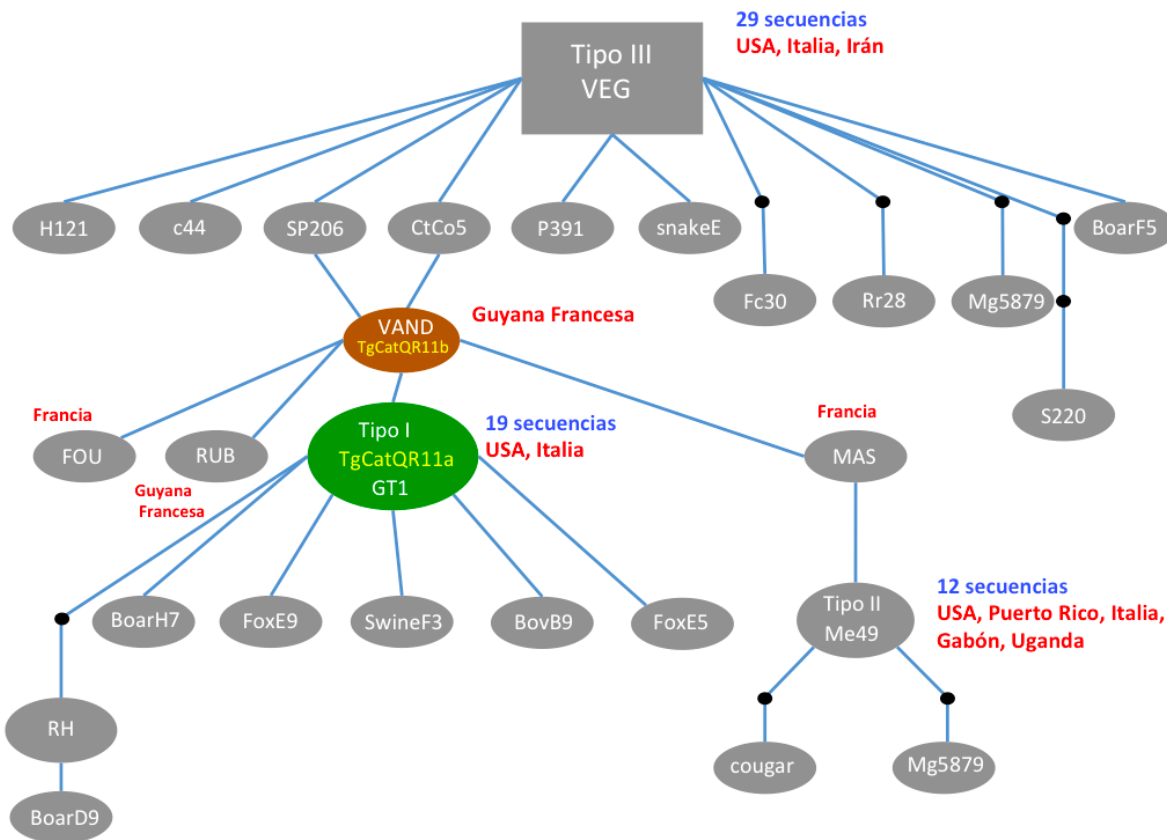 29 secuencias
USA, Italia, Irán
Tipo III
VEG
H121
c44
SP206
CtCo5
P391
snakeE
BoarF5
Fc30
Rr28
Mg5879
VAND
TgCatQR11b
Guyana Francesa
S220
Francia
FOU
RUB
Tipo I
TgCatQR11a
GT1
19 secuencias
USA, Italia
Francia
MAS
Guyana
Francesa
BoarH7
FoxE9
SwineF3
BovB9
FoxE5
Tipo II
Me49
12 secuencias
USA, Puerto Rico, Italia,
Gabón, Uganda
RH
BoarD9
cougar
Mg5879